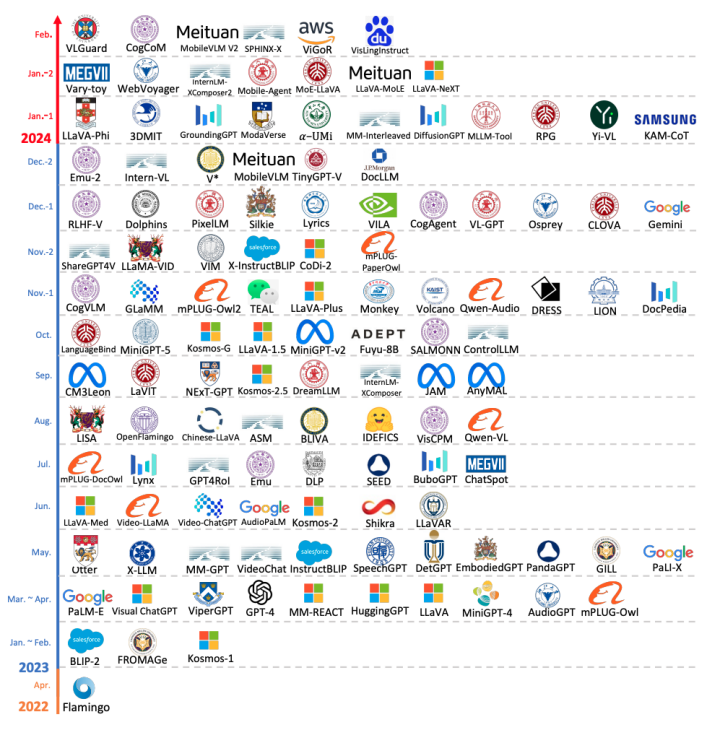 Feb.
Meituan
aws
VLGuard CogCoM MobileVLM V2 SPHINX-X ViGoR VisLingInstruct
Jan.-2
MEGVII Meituan
Vary-toy WebVoyager InternLM-XComposer2 Mobile-Agent MoE-LLaVA LLaVA-MoLE LLaVA-NeXT
Jan.-1
Yi SAMSUNG
LLaVA-Phi 3DMIT GroundingGPT ModaVerse α-UMi MM-Interleaved DiffusionGPT MLLM-Tool RPG Yi-VL KAM-CoT
2024
Dec.-2
Meituan J.P.Morgan
Emu-2 Intern-VL V* MobileVLM TinyGPT-V DocLLM
Dec.-1
Google
RLHF-V Dolphins PixelLM Silkie Lyrics VILA CogAgent VL-GPT Osprey CLOVA Gemini
Nov.-2
salesforce
ShareGPT4V LLaMA-VID VIM X-InstructBLIP CoDi-2 mPLUG-PaperOwl
Nov.-1
KAIST
CogVLM GLaMM mPLUG-Owl2 TEAL LLaVA-Plus Monkey Volcano Qwen-Audio DRESS LION DocPedia
Oct.
ADEPT
LanguageBind MiniGPT-5 Kosmos-G LLaVA-1.5 MiniGPT-v2 Fuyu-8B SALMONN ControlLLM
Sep.
CM3Leon LaVIT NExT-GPT Kosmos-2.5 DreamLLM InternLM-XComposer JAM AnyMAL
Aug.
LISA OpenFlamingo Chinese-LLaVA ASM BLIVA IDEFICS VisCPM Qwen-VL
Jul.
MEGVII
mPLUG-DocOwl Lynx GPT4RoI Emu DLP SEED BuboGPT ChatSpot
Jun.
Google
LLaVA-Med Video-LLaMA Video-ChatGPT AudioPaLM Kosmos-2 Shikra LLaVAR
May.
salesforce Google
Otter X-LLM MM-GPT VideoChat InstructBLIP SpeechGPT DetGPT EmbodiedGPT PandaGPT GILL PaLI-X
Mar. ~ Apr.
Google
PaLM-E Visual ChatGPT ViperGPT GPT-4 MM-REACT HuggingGPT LLaVA MiniGPT-4 AudioGPT mPLUG-Owl
Jan. ~ Feb.
salesforce
BLIP-2 FROMAGe Kosmos-1
2023
Apr.
Flamingo
2022